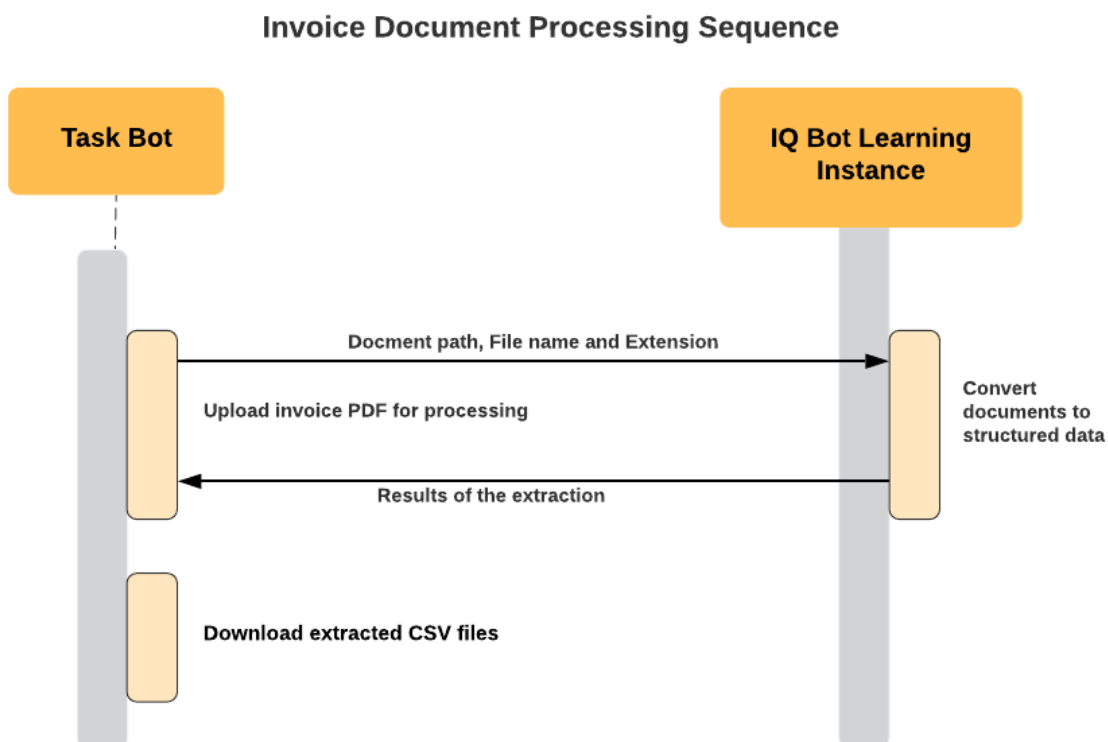 Invoice Document Processing Sequence
Task Bot
IQ Bot Learning
Instance
Docment path, File name and Extension
Upload invoice PDF for processing
Convert
documents to
structured data
Results of the extraction
Download extracted CSV files